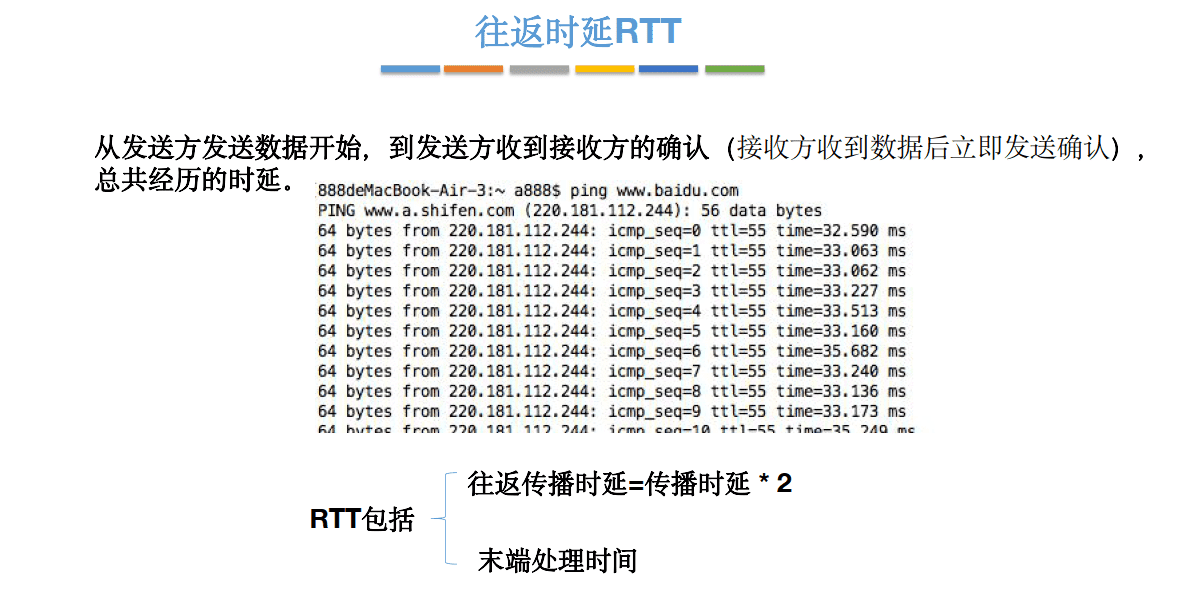 往返时延RTT
从发送方发送数据开始，到发送方收到接收方的确认（接收方收到数据后立即发送确认），
总共经历的时延。
888deMacBook-Air-3:~ a888$ ping www.baidu.com
PING www.a.shifen.com (220.181.112.244): 56 data bytes
64 bytes from 220.181.112.244: icmp_seq=0 ttl=55 time=32.590 ms
64 bytes from 220.181.112.244: icmp_seq=1 ttl=55 time=33.063 ms
64 bytes from 220.181.112.244: icmp_seq=2 ttl=55 time=33.062 ms
64 bytes from 220.181.112.244: icmp_seq=3 ttl=55 time=33.227 ms
64 bytes from 220.181.112.244: icmp_seq=4 ttl=55 time=33.513 ms
64 bytes from 220.181.112.244: icmp_seq=5 ttl=55 time=33.160 ms
64 bytes from 220.181.112.244: icmp_seq=6 ttl=55 time=35.682 ms
64 bytes from 220.181.112.244: icmp_seq=7 ttl=55 time=33.240 ms
64 bytes from 220.181.112.244: icmp_seq=8 ttl=55 time=33.136 ms
64 bytes from 220.181.112.244: icmp_seq=9 ttl=55 time=33.173 ms
64 bytes from 220.181.112.244: icmp_seq=10 ttl=55 time=35.249 ms
往返传播时延=传播时延 * 2
RTT包括
末端处理时间